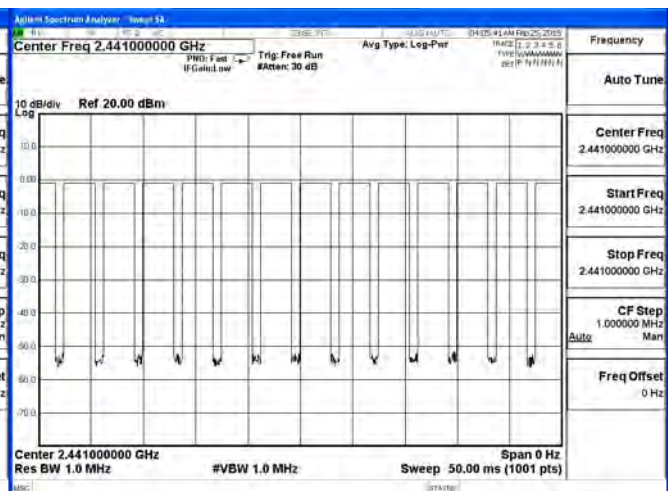 Agilent Spectrum Analyzer - Swept SA
04:05:41 AM Feb 25, 2015
Center Freq 2.441000000 GHz
Avg Type: Log-Pwr
TRACE 1 2 3 4 5 6
PNO: Fast
Trig: Free Run
TYPE
IFGain:Low
#Atten: 30 dB
DET P N N N N N
10 dB/div Ref 20.00 dBm
Log
10.0
0.00
-10.0
-20.0
-30.0
-60.0
-70.0
Center 2.441000000 GHz
Span 0 Hz
Res BW 1.0 MHz
#VBW 1.0 MHz
Sweep 50.00 ms (1001 pts)
MSG
STATUS
Frequency
Auto Tune
Center Freq
2.441000000 GHz
Start Freq
2.441000000 GHz
Stop Freq
2.441000000 GHz
CF Step
1.000000 MHz
Auto Man
Freq Offset
0 Hz